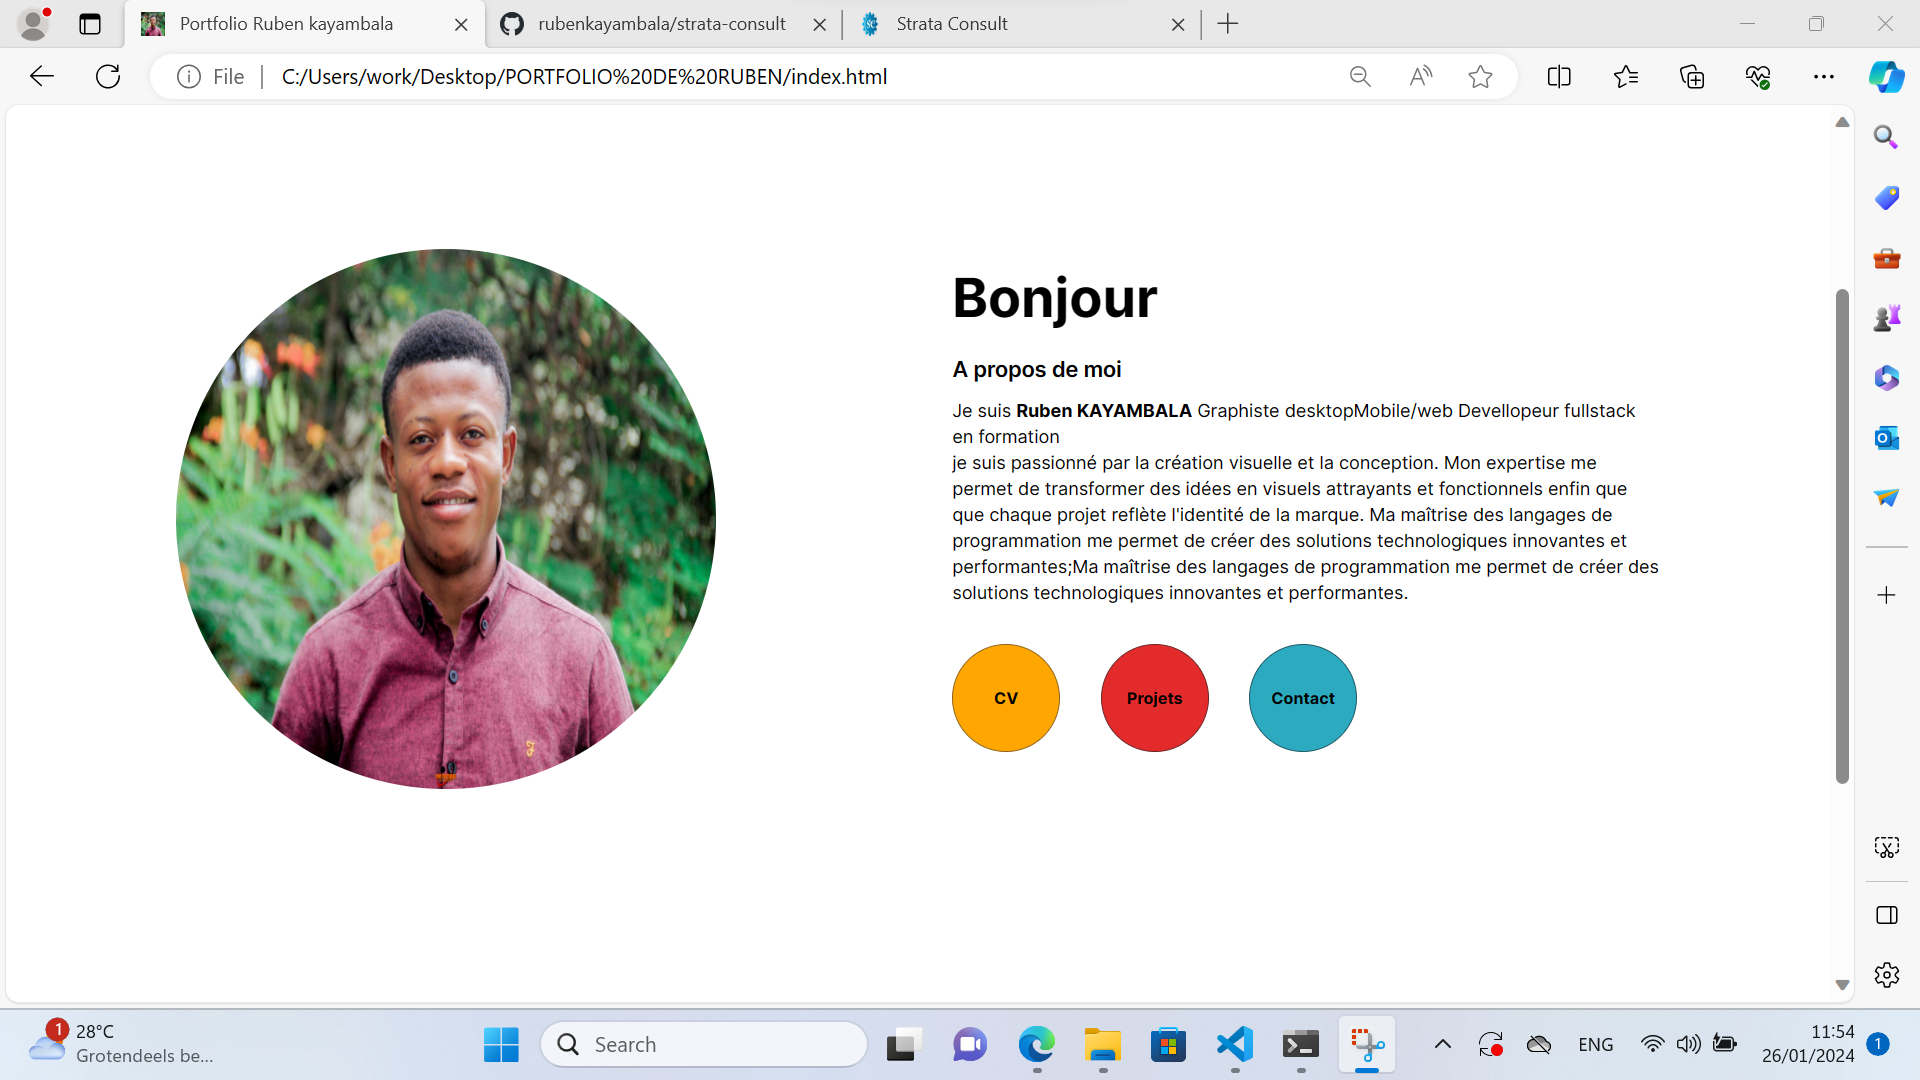 Portfolio Ruben kayambala
rubenkayambala/strata-consult
Strata Consult
File
C:/Users/work/Desktop/PORTFOLIO%20DE%20RUBEN/index.html
Bonjour
A propos de moi
Je suis Ruben KAYAMBALA Graphiste desktopMobile/web Devellopeur fullstack
en formation
je suis passionné par la création visuelle et la conception. Mon expertise me
permet de transformer des idées en visuels attrayants et fonctionnels enfin que
que chaque projet reflète l'identité de la marque. Ma maîtrise des langages de
programmation me permet de créer des solutions technologiques innovantes et
performantes;Ma maîtrise des langages de programmation me permet de créer des
solutions technologiques innovantes et performantes.
CV
Projets
Contact
1
28°C
Grotendeels be...
Search
ENG
11:54
26/01/2024
1